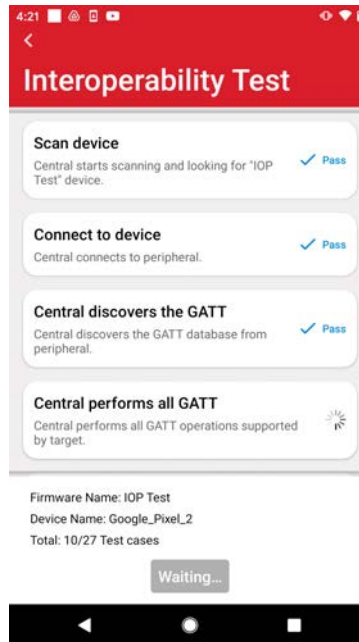 4:21
Interoperability Test
Scan device
Central starts scanning and looking for "IOP
Test" device.
Pass
Connect to device
Central connects to peripheral.
Pass
Central discovers the GATT
Central discovers the GATT database from
peripheral.
Pass
Central performs all GATT
Central performs all GATT operations supported
by target.
Firmware Name: IOP Test
Device Name: Google_Pixel_2
Total: 10/27 Test cases
Waiting...